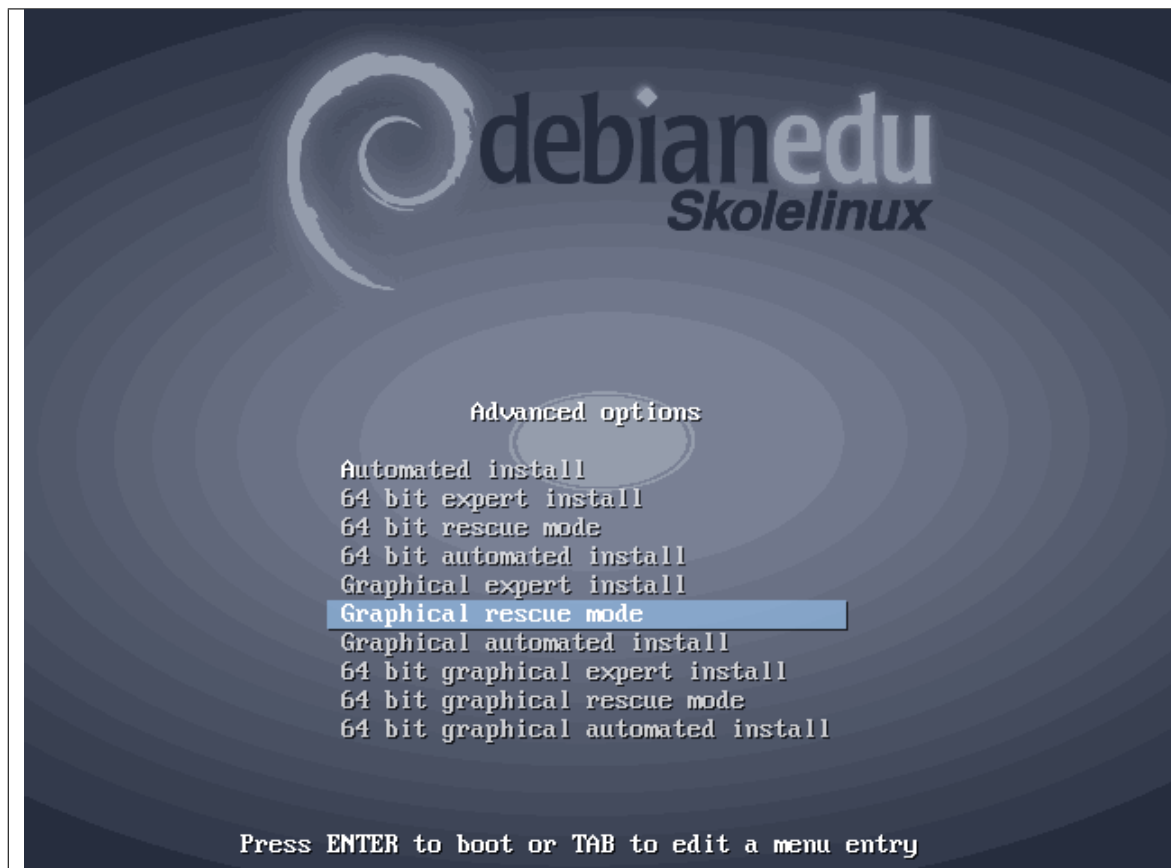 debianedu
Skolelinux
Advanced options
Automated install
64 bit expert install
64 bit rescue mode
64 bit automated install
Graphical expert install
Graphical rescue mode
Graphical automated install
64 bit graphical expert install
64 bit graphical rescue mode
64 bit graphical automated install
Press ENTER to boot or TAB to edit a menu entry